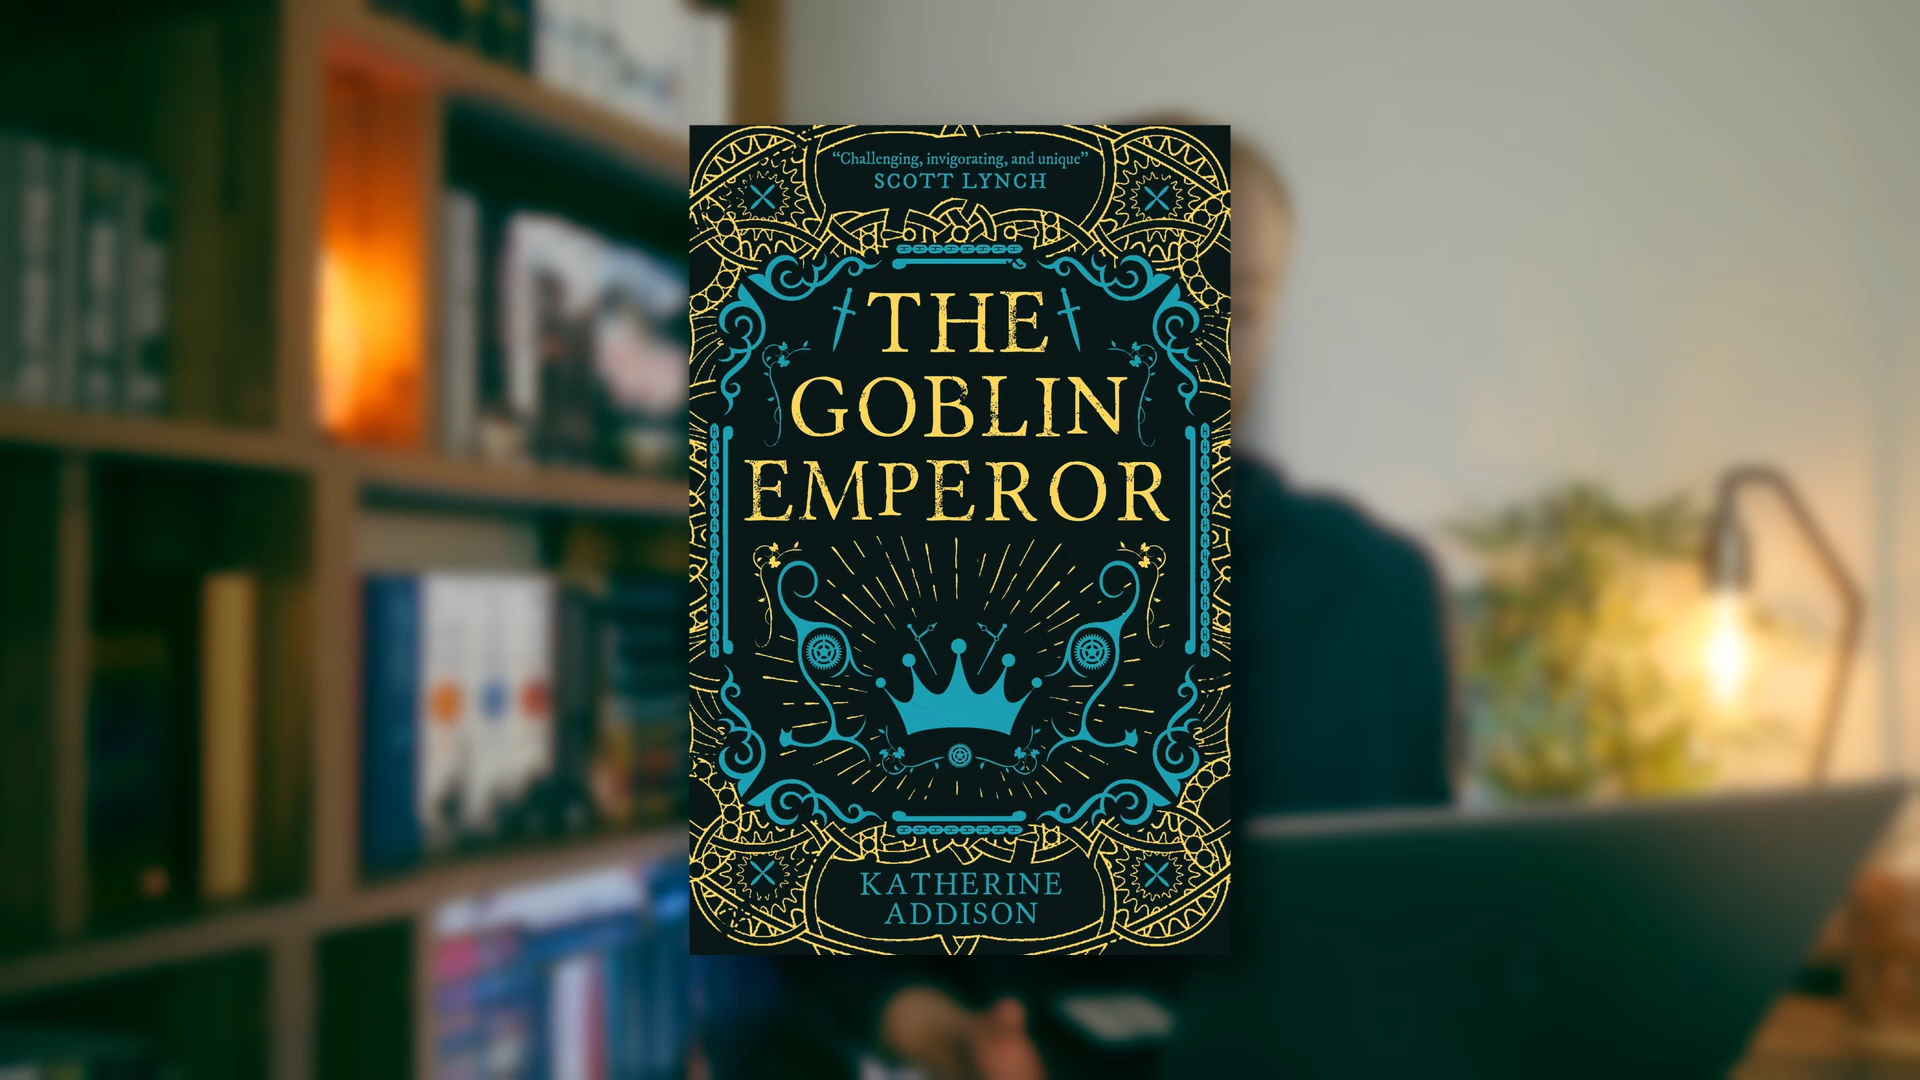 “Challenging, invigorating, and unique”
SCOTT LYNCH
THE
GOBLIN
EMPEROR
KATHERINE
ADDISON